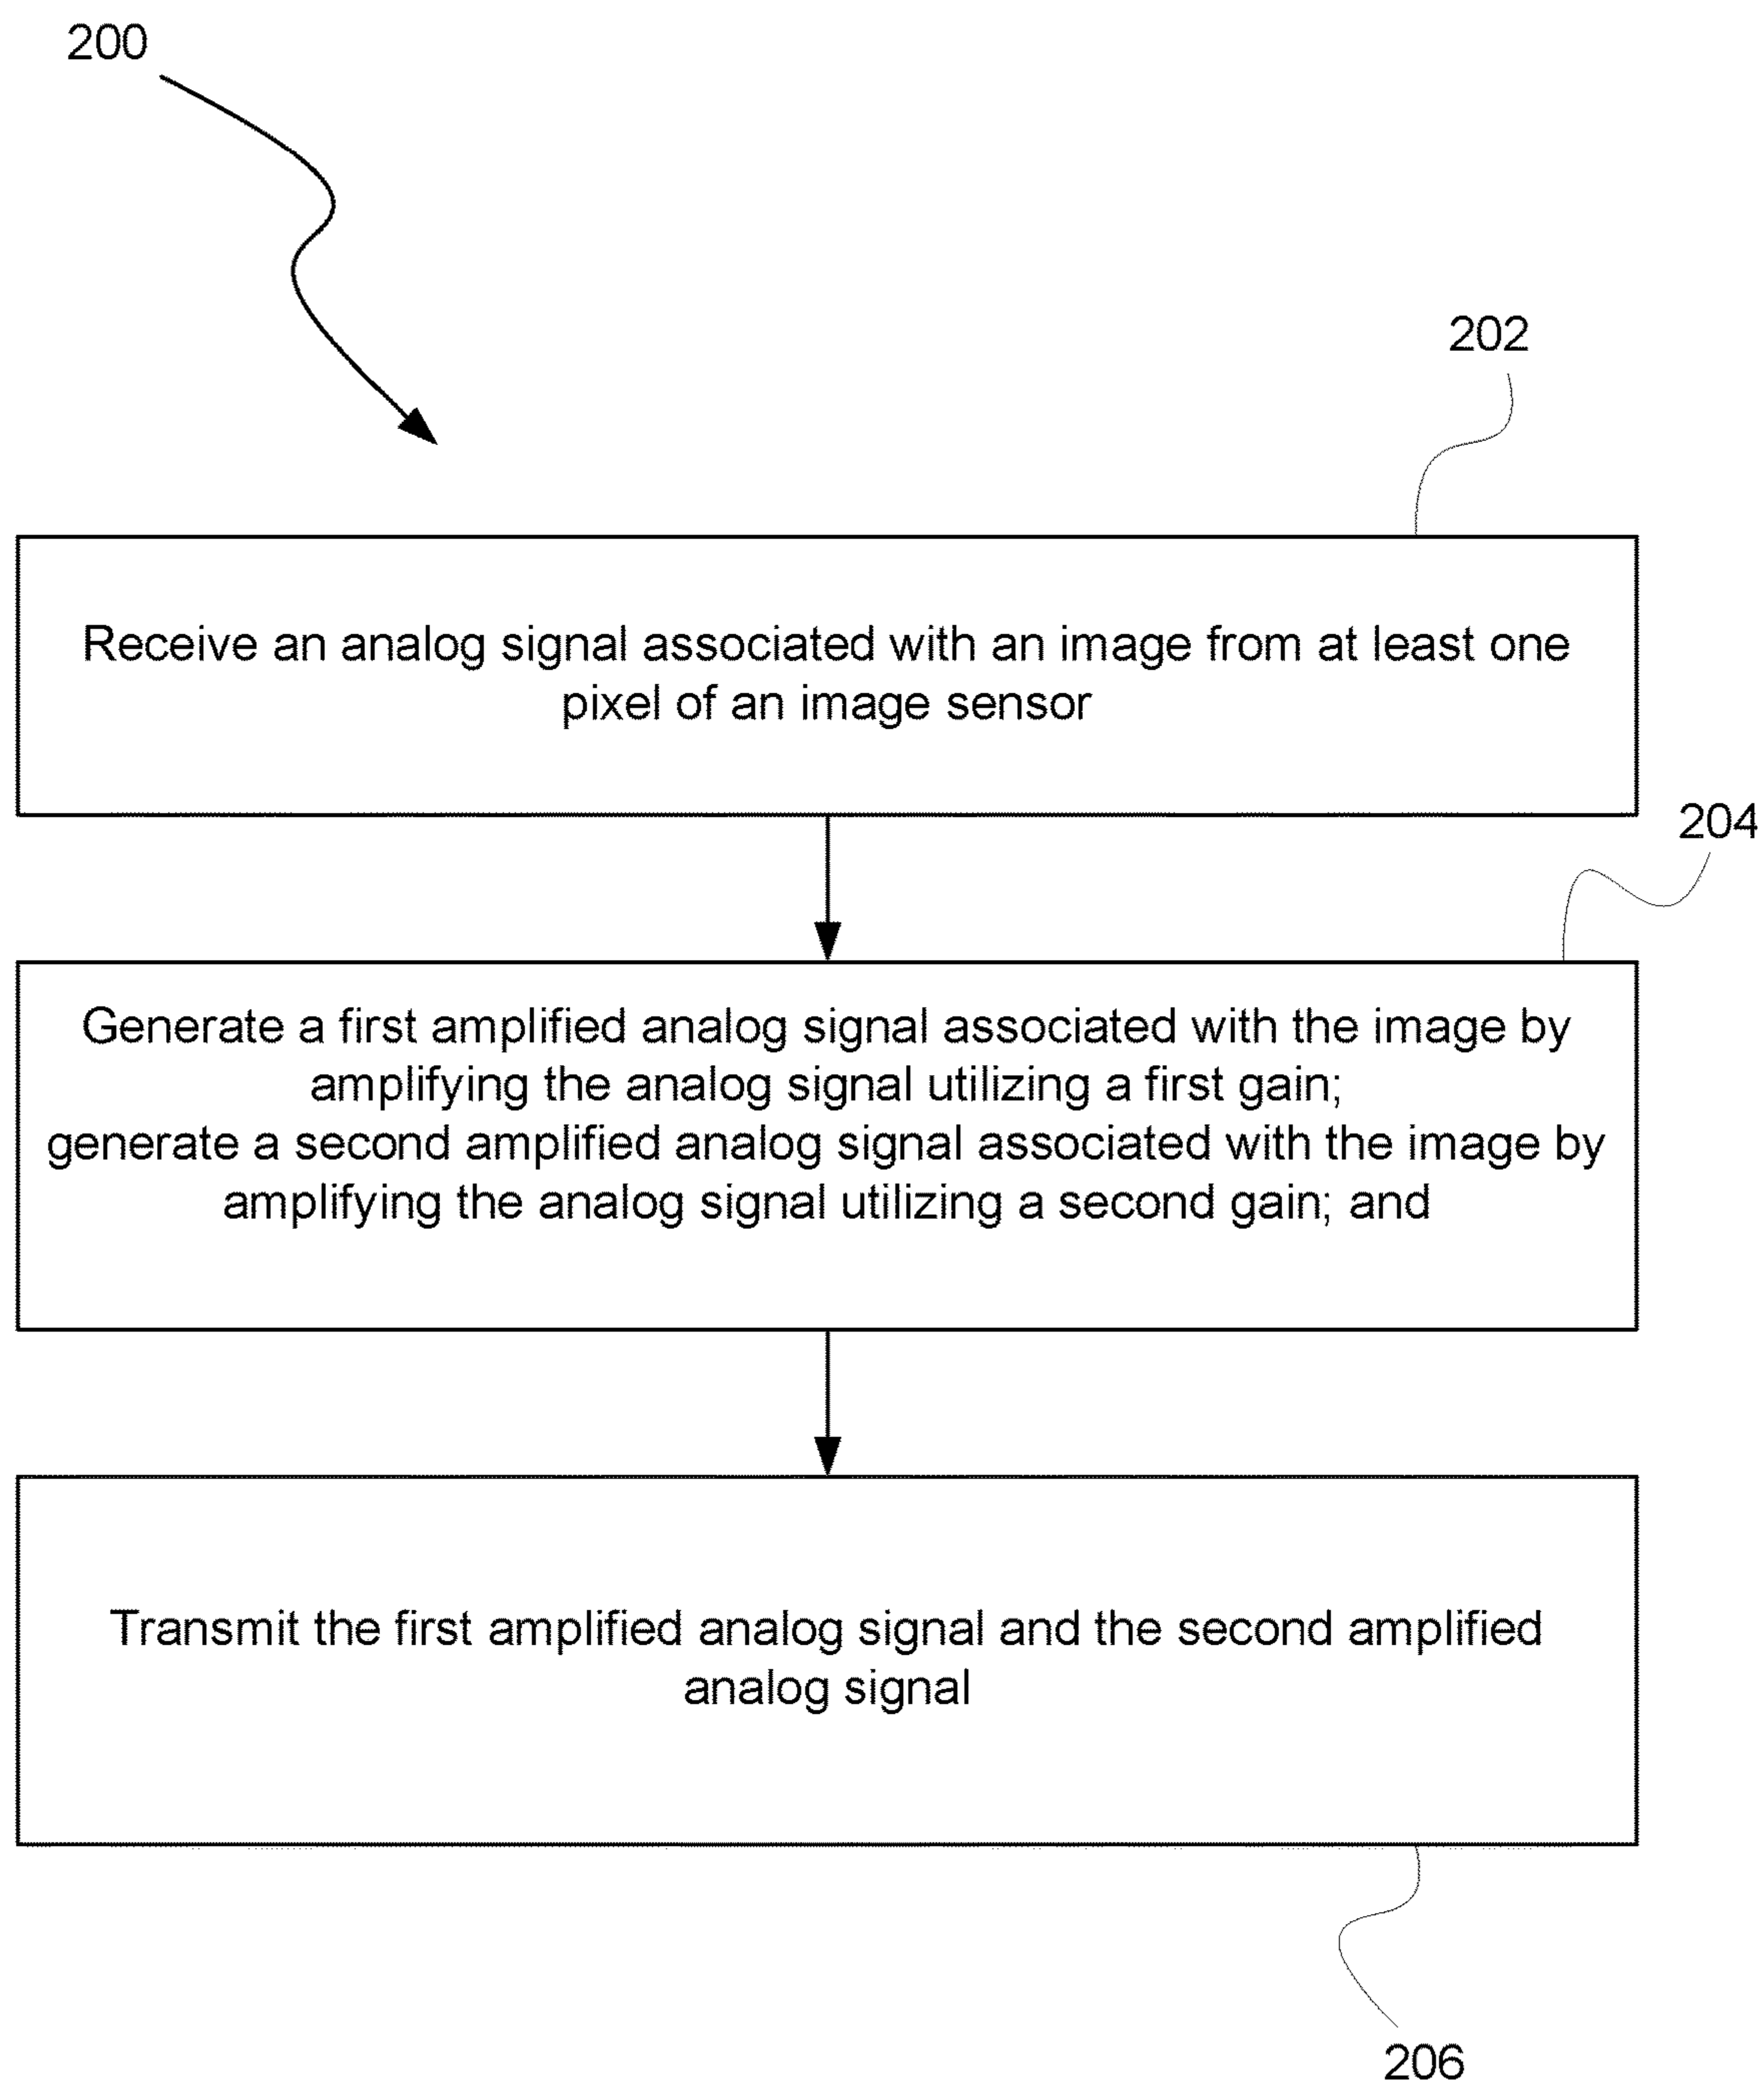 200
202
Receive an analog signal associated with an image from at least one
pixel of an image sensor
204
Generate a first amplified analog signal associated with the image by
amplifying the analog signal utilizing a first gain;
generate a second amplified analog signal associated with the image by
amplifying the analog signal utilizing a second gain; and
Transmit the first amplified analog signal and the second amplified
analog signal
206